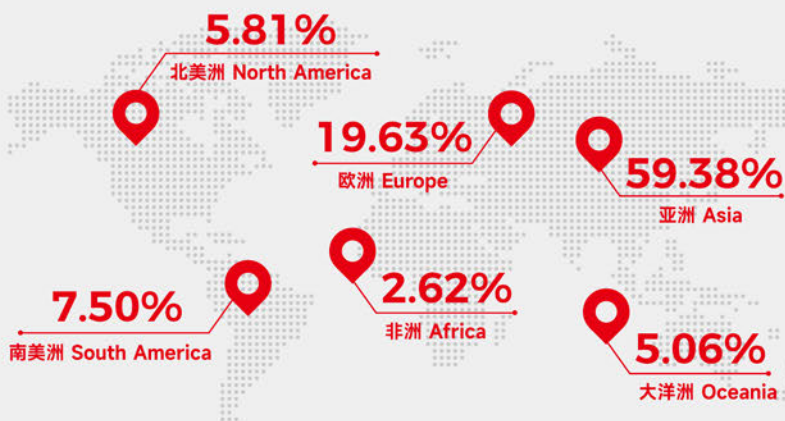 5.81%
北美洲 North America
19.63%
欧洲 Europe
59.38%
亚洲 Asia
7.50%
南美洲 South America
2.62%
非洲 Africa
5.06%
大洋洲 Oceania